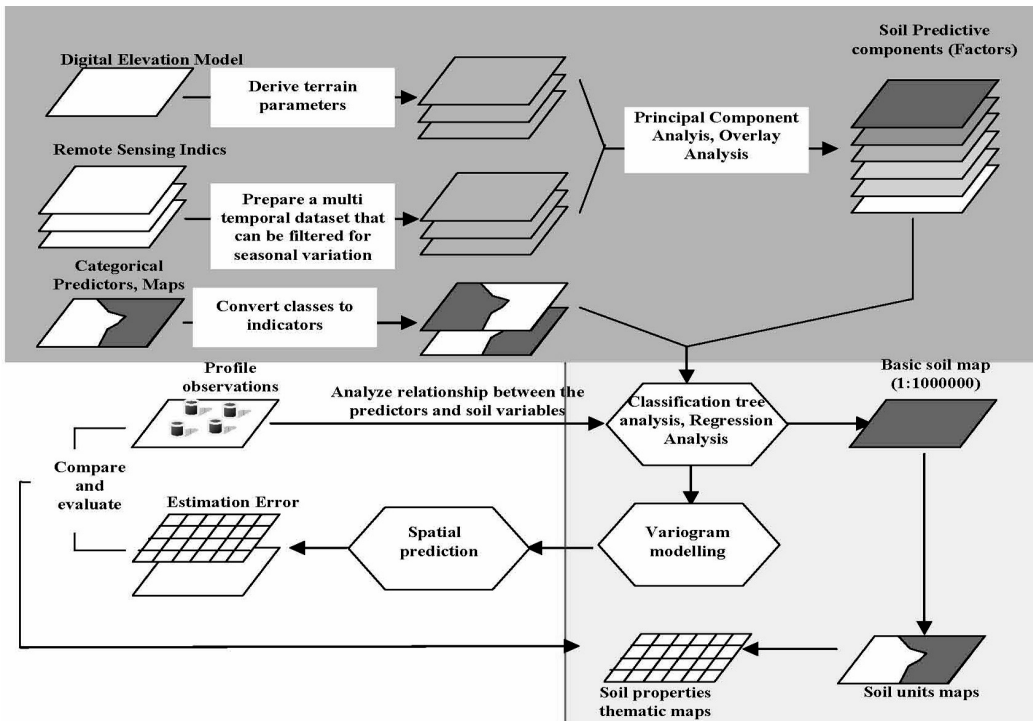 Digital Elevation Model
Derive terrain
parameters
Soil Predictive
components (Factors)
Principal Component
Analyis, Overlay
Analysis
Remote Sensing Indics
Prepare a multi
temporal dataset that
can be filtered for
seasonal variation
Categorical
Predictors, Maps
Convert classes to
indicators
Profile
observations
Analyze relationship between the
predictors and soil variables
Classification tree
analysis, Regression
Analysis
Basic soil map
(1:1000000)
Compare
and
evaluate
Estimation Error
Spatial
prediction
Variogram
modelling
Soil properties
thematic maps
Soil units maps